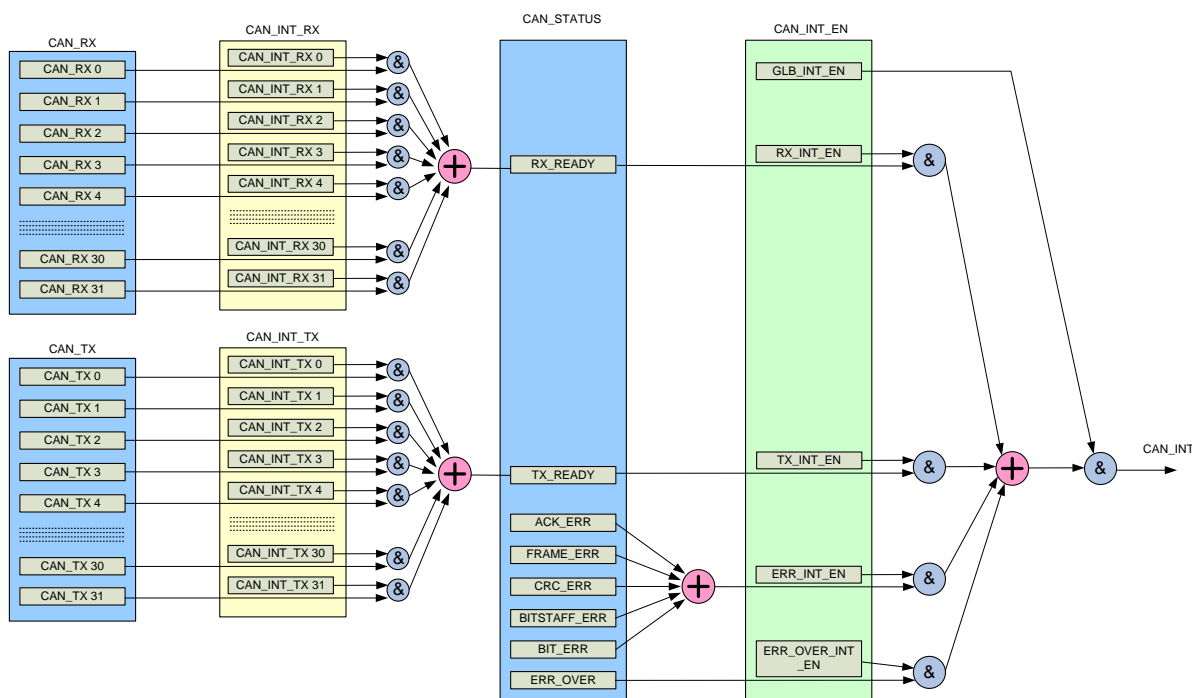 CAN_RX
CAN_RX 0
CAN_RX 1
CAN_RX 2
CAN_RX 3
CAN_RX 4
CAN_RX 30
CAN_RX 31
CAN_INT_RX
CAN_INT_RX 0
CAN_INT_RX 1
CAN_INT_RX 2
CAN_INT_RX 3
CAN_INT_RX 4
CAN_INT_RX 30
CAN_INT_RX 31
&
&
&
&
&
&
&
+
CAN_TX
CAN_TX 0
CAN_TX 1
CAN_TX 2
CAN_TX 3
CAN_TX 4
CAN_TX 30
CAN_TX 31
CAN_INT_TX
CAN_INT_TX 0
CAN_INT_TX 1
CAN_INT_TX 2
CAN_INT_TX 3
CAN_INT_TX 4
CAN_INT_TX 30
CAN_INT_TX 31
&
&
&
&
&
&
&
+
CAN_STATUS
RX_READY
TX_READY
ACK_ERR
FRAME_ERR
CRC_ERR
BITSTAFF_ERR
BIT_ERR
ERR_OVER
+
CAN_INT_EN
GLB_INT_EN
RX_INT_EN
TX_INT_EN
ERR_INT_EN
ERR_OVER_INT
_EN
&
&
&
&
+
&
CAN_INT